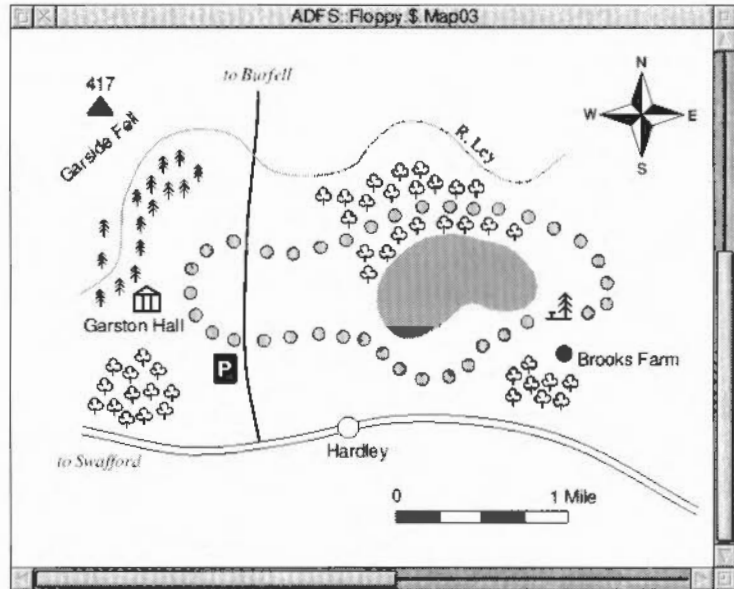 ADFS::Floppy.$.Map03
to Burfell
417
Garside Fell
R. Ley
N
W E
S
Garston Hall
P
Brooks Farm
to Swafford
Hardley
0 1 Mile